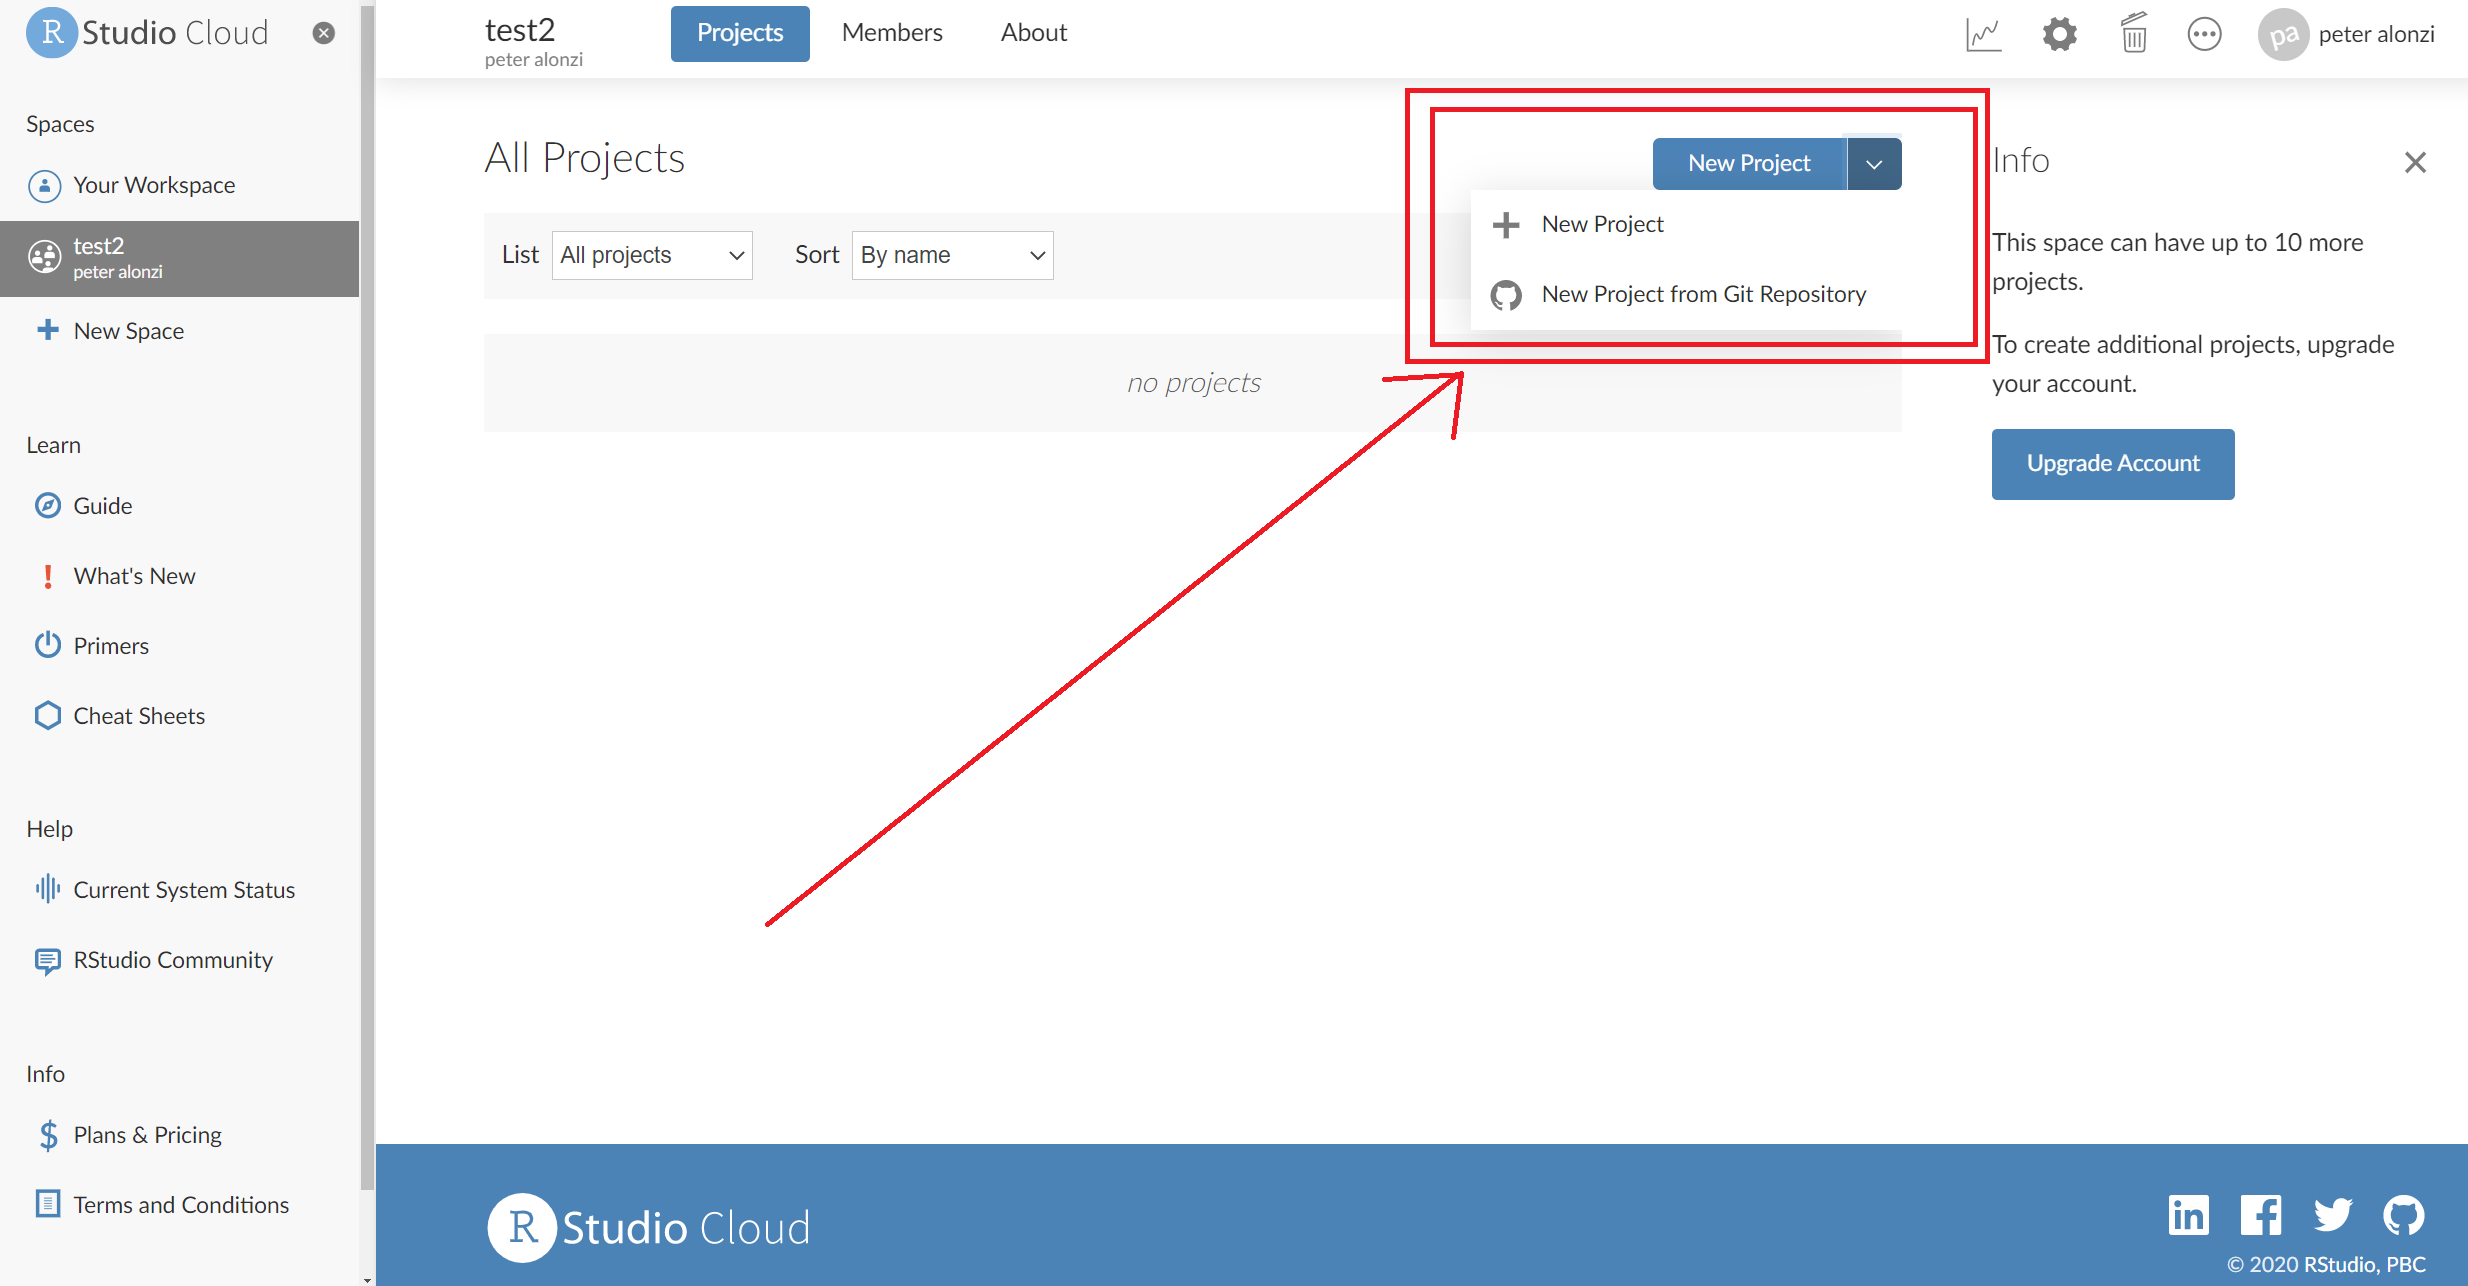 R Studio Cloud
Spaces
Your Workspace
test2
peter alonzi
New Space
Learn
Guide
What's New
Primers
Cheat Sheets
Help
Current System Status
RStudio Community
Info
Plans & Pricing
Terms and Conditions
test2
peter alonzi
Projects
Members
About
pa
peter alonzi
All Projects
New Project
List
All projects
Sort
By name
New Project
New Project from Git Repository
no projects
Info
This space can have up to 10 more
projects.
To create additional projects, upgrade
your account.
Upgrade Account
R Studio Cloud
in
f
© 2020 RStudio, PBC